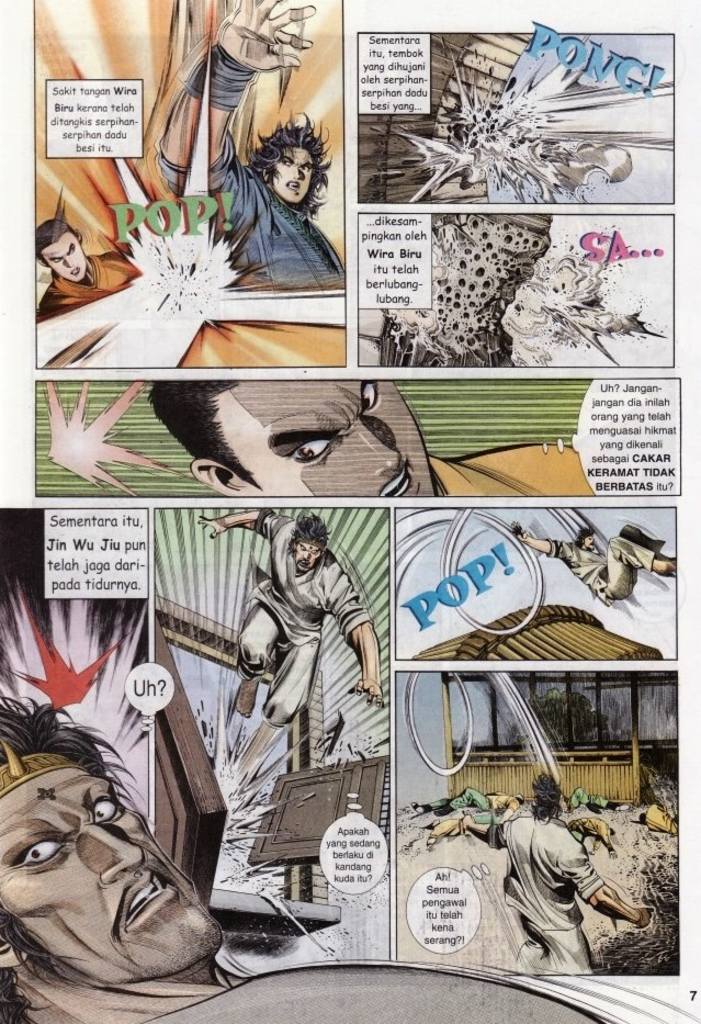 Sakit tangan Wira
Biru kerana telah
ditangkis serpihan-
serpihan dadu
besi itu.
POP!
Sementara
itu, tembok
yang dihujani
oleh serpihan-
serpihan dadu
besi yang...
PONG!
...dikesam-
pingkan oleh
Wira Biru
itu telah
berlubang-
lubang.
SA...
Uh? Jangan-
jangan dia inilah
orang yang telah
menguasai hikmat
yang dikenali
sebagai CAKAR
KERAMAT TIDAK
BERBATAS itu?
Sementara itu,
Jin Wu Jiu pun
telah jaga dari-
pada tidurnya.
Uh?
Apakah
yang sedang
berlaku di
kandang
kuda itu?
POP!
Ah!
Semua
pengawal
itu telah
kena
serang?!
7